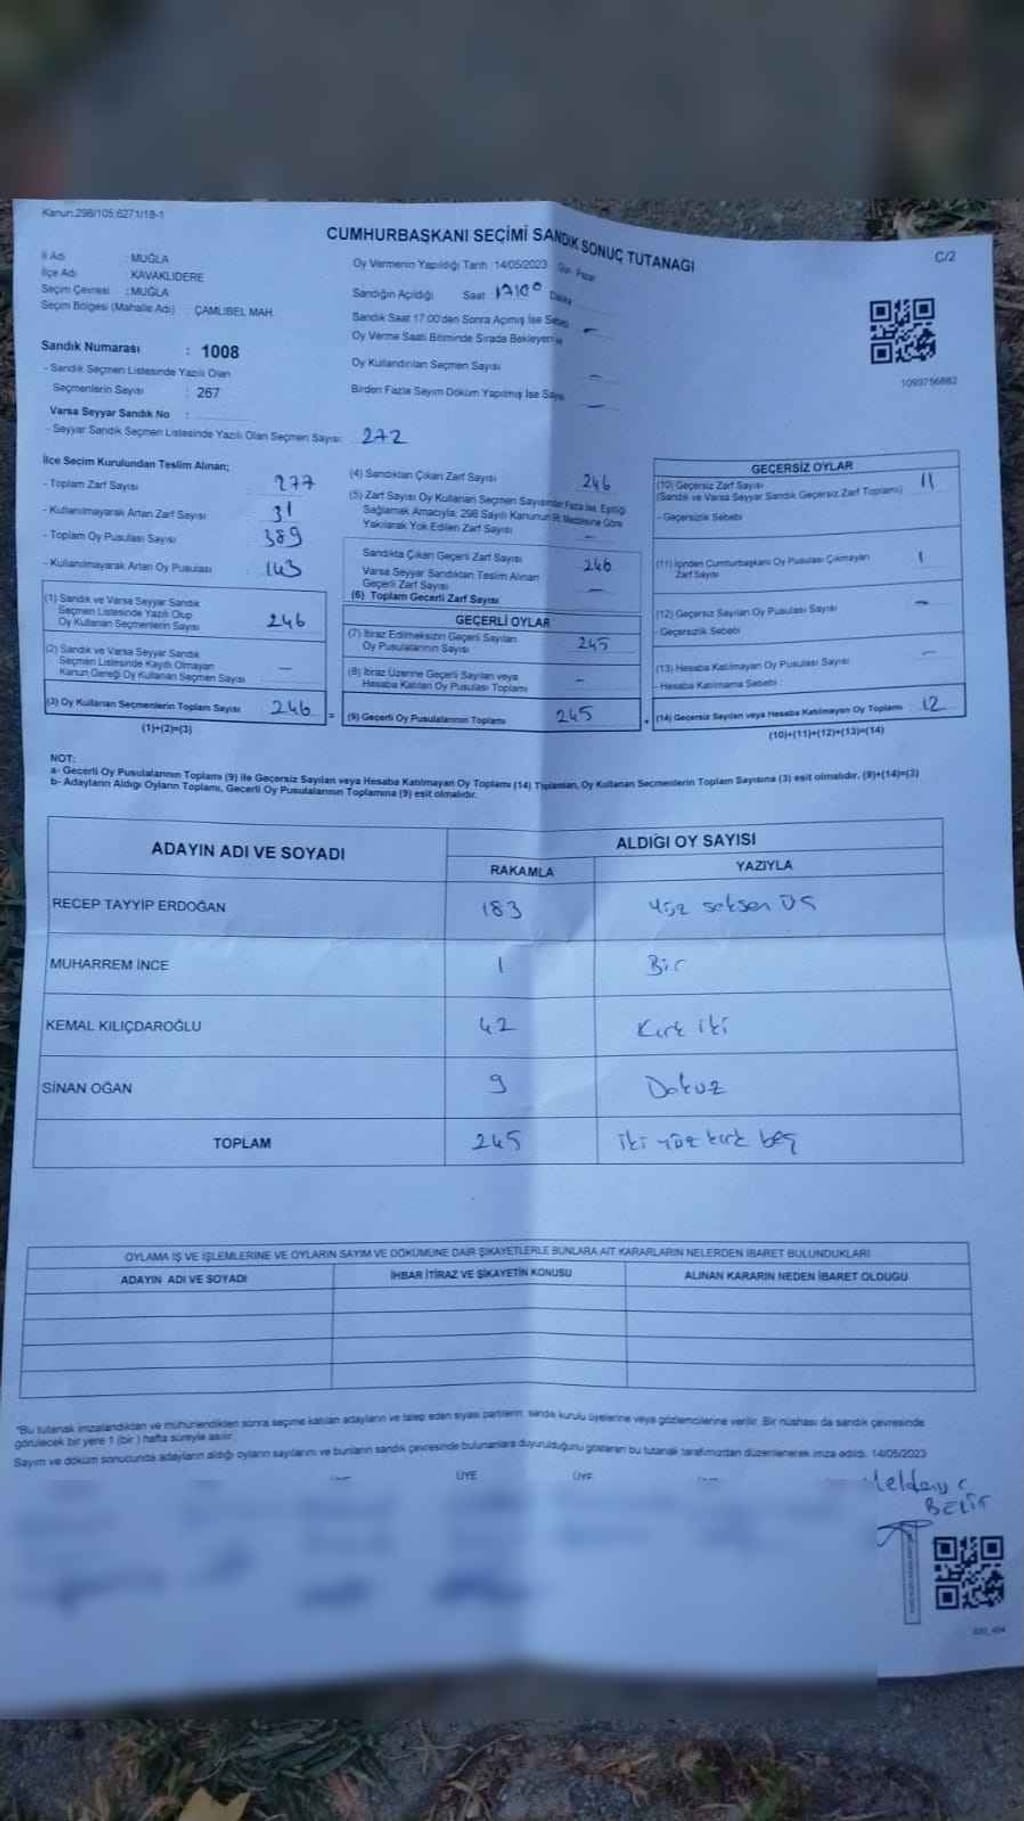 Kanun:298/105,6271/18-1
CUMHURBAŞKANI SEÇİMİ SANDIK SONUÇ TUTANAĞI
C/2
İl Adı : MUĞLA
İlçe Adı : KAVAKLIDERE
Seçim Çevresi : MUĞLA
Seçim Bölgesi (Mahalle Adı) : ÇAMLIBEL MAH.
Oy Vermenin Yapıldığı Tarih :14/05/2023 Gün: Pazar
Sandığın Açıldığı Saat
Sandık Saat 17:00'den Sonra Açımış İse Sebebi
Oy Verme Saati Bitiminde Sırada Bekleyen ve
Oy Kullandırılan Seçmen Sayısı —
Birden Fazla Sayım Döküm Yapılmış İse Sayısı —
1093756882
Sandık Numarası : 1008
- Sandık Seçmen Listesinde Yazılı Olan
Seçmenlerin Sayısı : 267
Varsa Seyyar Sandık No :
- Seyyar Sandık Seçmen Listesinde Yazılı Olan Seçmen Sayısı: 272
İlce Secim Kurulundan Teslim Alınan;
- Toplam Zarf Sayısı 277
- Kullanılmayarak Artan Zarf Sayısı 31
- Toplam Oy Pusulası Sayısı 389
- Kullanılmayarak Artan Oy Pusulası 143
(1) Sandık ve Varsa Seyyar Sandık
Seçmen Listesinde Yazılı Olup
Oy Kullanan Seçmenlerin Sayısı 246
(2) Sandık ve Varsa Seyyar Sandık
Seçmen Listesinde Kayıtlı Olmayan
Kanun Gereği Oy Kullanan Seçmen Sayısı —
(3) Oy Kullanan Seçmenlerin Toplam Sayısı 246 =
(1)+(2)=(3)
(4) Sandıktan Çıkan Zarf Sayısı 246
(5) Zarf Sayısı Oy Kullanan Seçmen Sayısından Fazla İse, Eşitliği
Sağlamak Amacıyla, 298 Sayılı Kanunun 98. Maddesine Göre
Yakılarak Yok Edilen Zarf Sayısı —
Sandıkta Çıkan Geçerli Zarf Sayısı 246
Varsa Seyyar Sandıktan Teslim Alınan
Geçerli Zarf Sayısı —
(6) Toplam Gecerli Zarf Sayısı
GEÇERLİ OYLAR
(7) İtiraz Edilmeksizin Geçerli Sayılan
Oy Pusulalarının Sayısı 245
(8) İtiraz Üzerine Geçerli Sayılan veya
Hesaba Katılan Oy Pusulası Toplamı —
(9) Geçerli Oy Pusulalarının Toplamı 245 +
GEÇERSİZ OYLAR
(10) Geçersiz Zarf Sayısı 11
(Sandık ve Varsa Seyyar Sandık Geçersiz Zarf Toplamı)
- Geçersizlik Sebebi
(11) İçinden Cumhurbaşkanı Oy Pusulası Çıkmayan
Zarf Sayısı 1
(12) Geçersiz Sayılan Oy Pusulası Sayısı —
- Geçersizlik Sebebi
(13) Hesaba Katılmayan Oy Pusulası Sayısı —
- Hesaba Katılmama Sebebi :
(14) Geçersiz Sayılan veya Hesaba Katılmayan Oy Toplamı 12
(10)+(11)+(12)+(13)=(14)
NOT:
a- Gecerli Oy Pusulalarının Toplamı (9) ile Geçersiz Sayılan veya Hesaba Katılmayan Oy Toplamı (14) Toplamları, Oy Kullanan Secmenlerin Toplam Sayısına (3) esit olmalıdır. (9)+(14)=(3)
b- Adayların Aldığı Oyların Toplamı, Geçerli Oy Pusulalarının Toplamına (9) esit olmalıdır.
ADAYIN ADI VE SOYADI
ALDIĞI OY SAYISI
RAKAMLA YAZIYLA
RECEP TAYYİP ERDOĞAN 183 yüz seksen üç
MUHARREM İNCE 1 Bir
KEMAL KILIÇDAROĞLU 42 Kırk iki
SİNAN OĞAN 9 Dokuz
TOPLAM 245 iki yüz kırk beş
OYLAMA İŞ VE İŞLEMLERİNE VE OYLARIN SAYIM VE DÖKÜMÜNE DAİR ŞİKAYETLERLE BUNLARA AİT KARARLARIN NELERDEN İBARET BULUNDUKLARI
ADAYIN ADI VE SOYADI İHBAR İTİRAZ VE ŞİKAYETİN KONUSU ALINAN KARARIN NEDEN İBARET OLDUĞU
"Bu tutanak imzalandıktan ve mühürlendikten sonra seçime katılan adayların ve talep eden siyasi partilerin, sandık kurulu üyelerine veya gözlemcilerine verilir. Bir nüshası da sandık çevresinde
görülecek bir yere 1 (bir ) hafta süreyle asılır.
Sayım ve döküm sonucunda adayların aldığı oyların sayılarını ve bunların sandık çevresinde bulunanlara duyurulduğunu gösteren bu tutanak tarafımızdan düzenlenerek imza edildi. 14/05/2023
ÜYE ÜYE